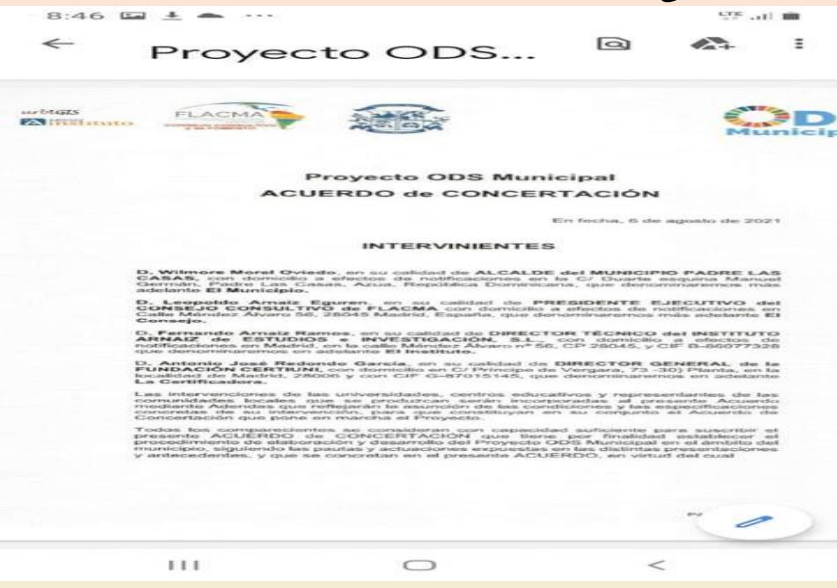 8:46
LTE
Proyecto ODS...
urbGIS
instituto
FLACMA
OD
Municip
Proyecto ODS Municipal
ACUERDO de CONCERTACIÓN
En fecha, 6 de agosto de 2021
INTERVINIENTES
D. Wilmore Morel Oviedo, en su calidad de ALCALDE del MUNICIPIO PADRE LAS
CASAS, con domicilio a efectos de notificaciones en la C/ Duarte esquina Manuel
Germán, Padre Las Casas, Azua, República Dominicana, que denominaremos más
adelante El Municipio.
D. Leopoldo Arnaiz Eguren, en su calidad de PRESIDENTE EJECUTIVO del
CONSEJO CONSULTIVO de FLACMA con domicilio a efectos de notificaciones en
Calle Méndez Álvaro 56, 28045 Madrid, España, que denominaremos más adelante El
Consejo.
D. Fernando Arnaiz Ramos, en su calidad de DIRECTOR TÉCNICO del INSTITUTO
ARNAIZ de ESTUDIOS e INVESTIGACIÓN, S.L., con domicilio a efectos de
notificaciones en Madrid, en la calle Méndez Álvaro nº 56, CP 28045, y CIF
que denominaremos en adelante El Instituto.
D. Antonio José Redondo García, en su calidad de DIRECTOR GENERAL de la
FUNDACIÓN CERTIUNI, con domicilio en C/ Príncipe de Vergara, 73 -30) Planta, en la
localidad de Madrid, 28006 y con CIF G-87015145, que denominaremos en adelante
La Certificadora.
Las intervenciones de las universidades, centros educativos y representantes de las
comunidades locales que se produzcan serán incorporadas al presente Acuerdo
mediante Adendas que reflejarán la asunción de las condiciones y las especificaciones
concretas de su intervención, para que constituyan en su conjunto el Acuerdo de
Concertación que pone en marcha el Proyecto.
Todos los comparecientes se consideran con capacidad suficiente para suscribir el
presente ACUERDO de CONCERTACIÓN que tiene por finalidad establecer el
procedimiento elaboración y desarrollo del Proyecto ODS Municipal en el ámbito del
municipio, siguiendo las pautas y actuaciones expuestas en las distintas presentaciones
y antecedentes, y que se concretan en el presente ACUERDO, en virtud del cual